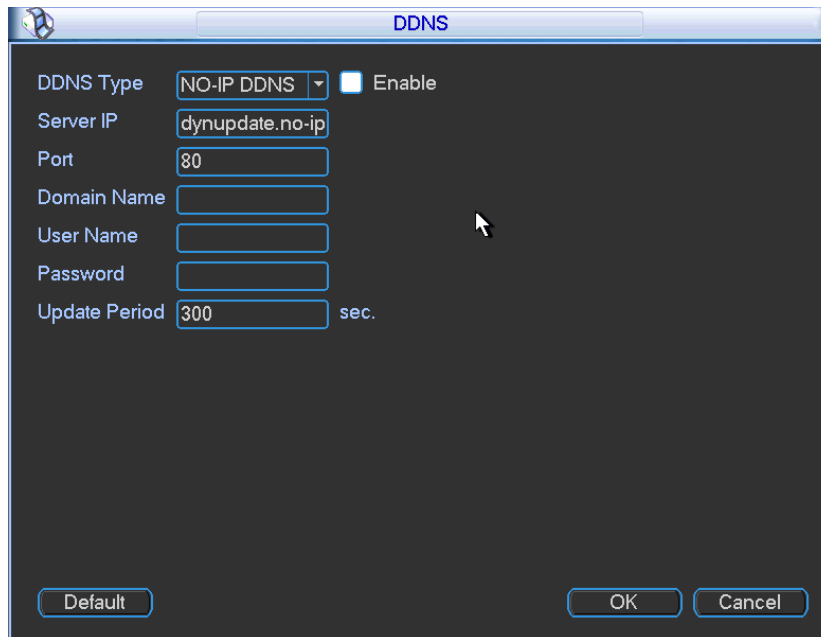 DDNS
DDNS Type NO-IP DDNS Enable
Server IP dynupdate.no-ip
Port 80
Domain Name
User Name
Password
Update Period 300 sec.
Default OK Cancel